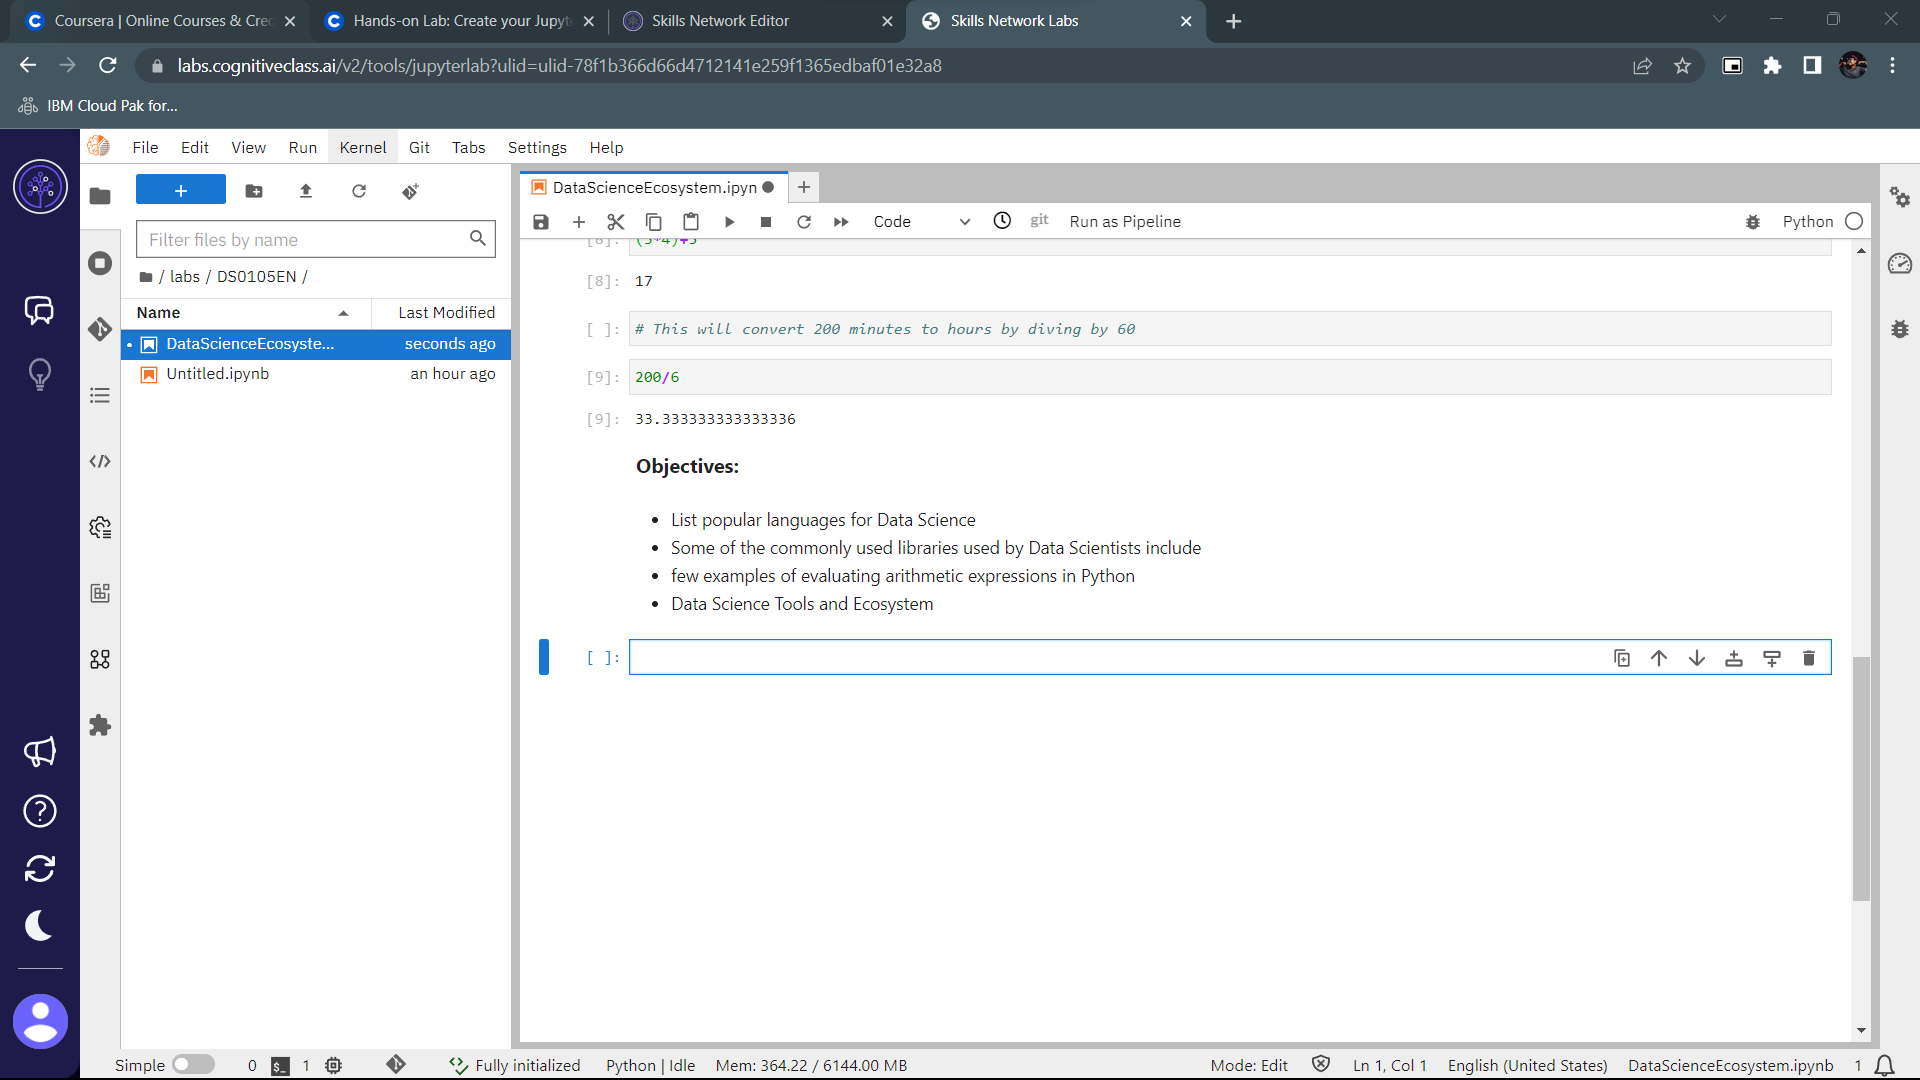 Coursera | Online Courses & Cre
Hands-on Lab: Create your Jupyt
Skills Network Editor
Skills Network Labs
labs.cognitiveclass.ai/v2/tools/jupyterlab?ulid=ulid-78f1b366d66d4712141e259f1365edbaf01e32a8
IBM Cloud Pak for...
File Edit View Run Kernel Git Tabs Settings Help
DataScienceEcosystem.ipyn
Code
git
Run as Pipeline
Python
Filter files by name
/ labs / DS0105EN /
Name
Last Modified
DataScienceEcosyste...
seconds ago
Untitled.ipynb
an hour ago
[8]: (3*4)+5
[8]: 17
[ ]: # This will convert 200 minutes to hours by diving by 60
[9]: 200/6
[9]: 33.333333333333336
Objectives:
• List popular languages for Data Science
• Some of the commonly used libraries used by Data Scientists include
• few examples of evaluating arithmetic expressions in Python
• Data Science Tools and Ecosystem
[ ]:
Simple 0 $_ 1 Fully initialized Python | Idle Mem: 364.22 / 6144.00 MB Mode: Edit Ln 1, Col 1 English (United States) DataScienceEcosystem.ipynb 1